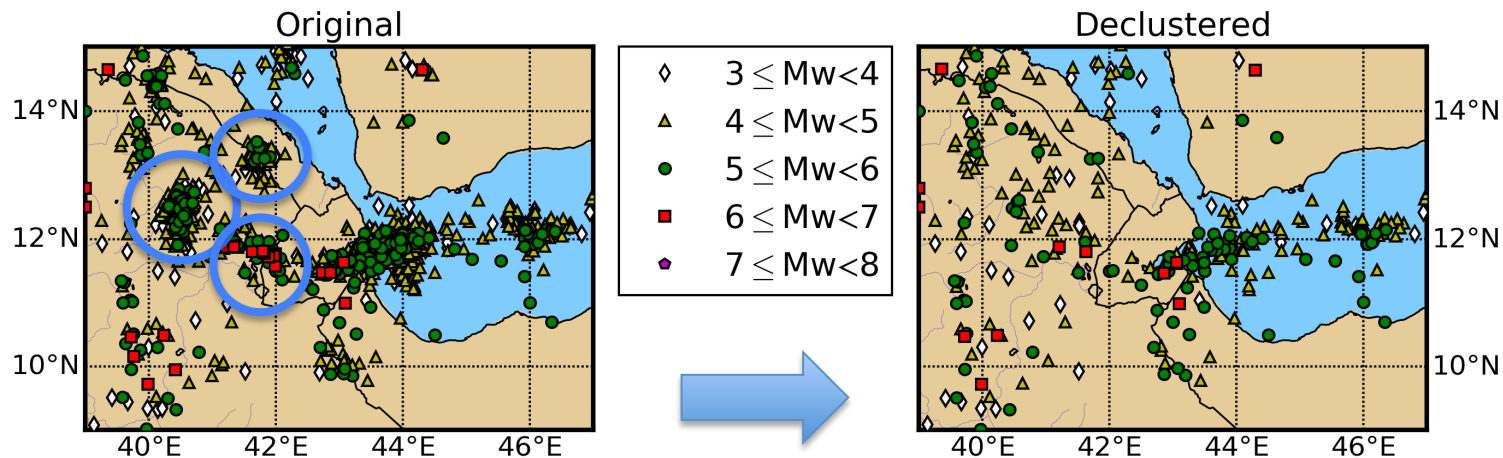 Original
Declustered
14°N
12°N
10°N
40°E 42°E 44°E 46°E
3 ≤ Mw<4
4 ≤ Mw<5
5 ≤ Mw<6
6 ≤ Mw<7
7 ≤ Mw<8
14°N
12°N
10°N
40°E 42°E 44°E 46°E